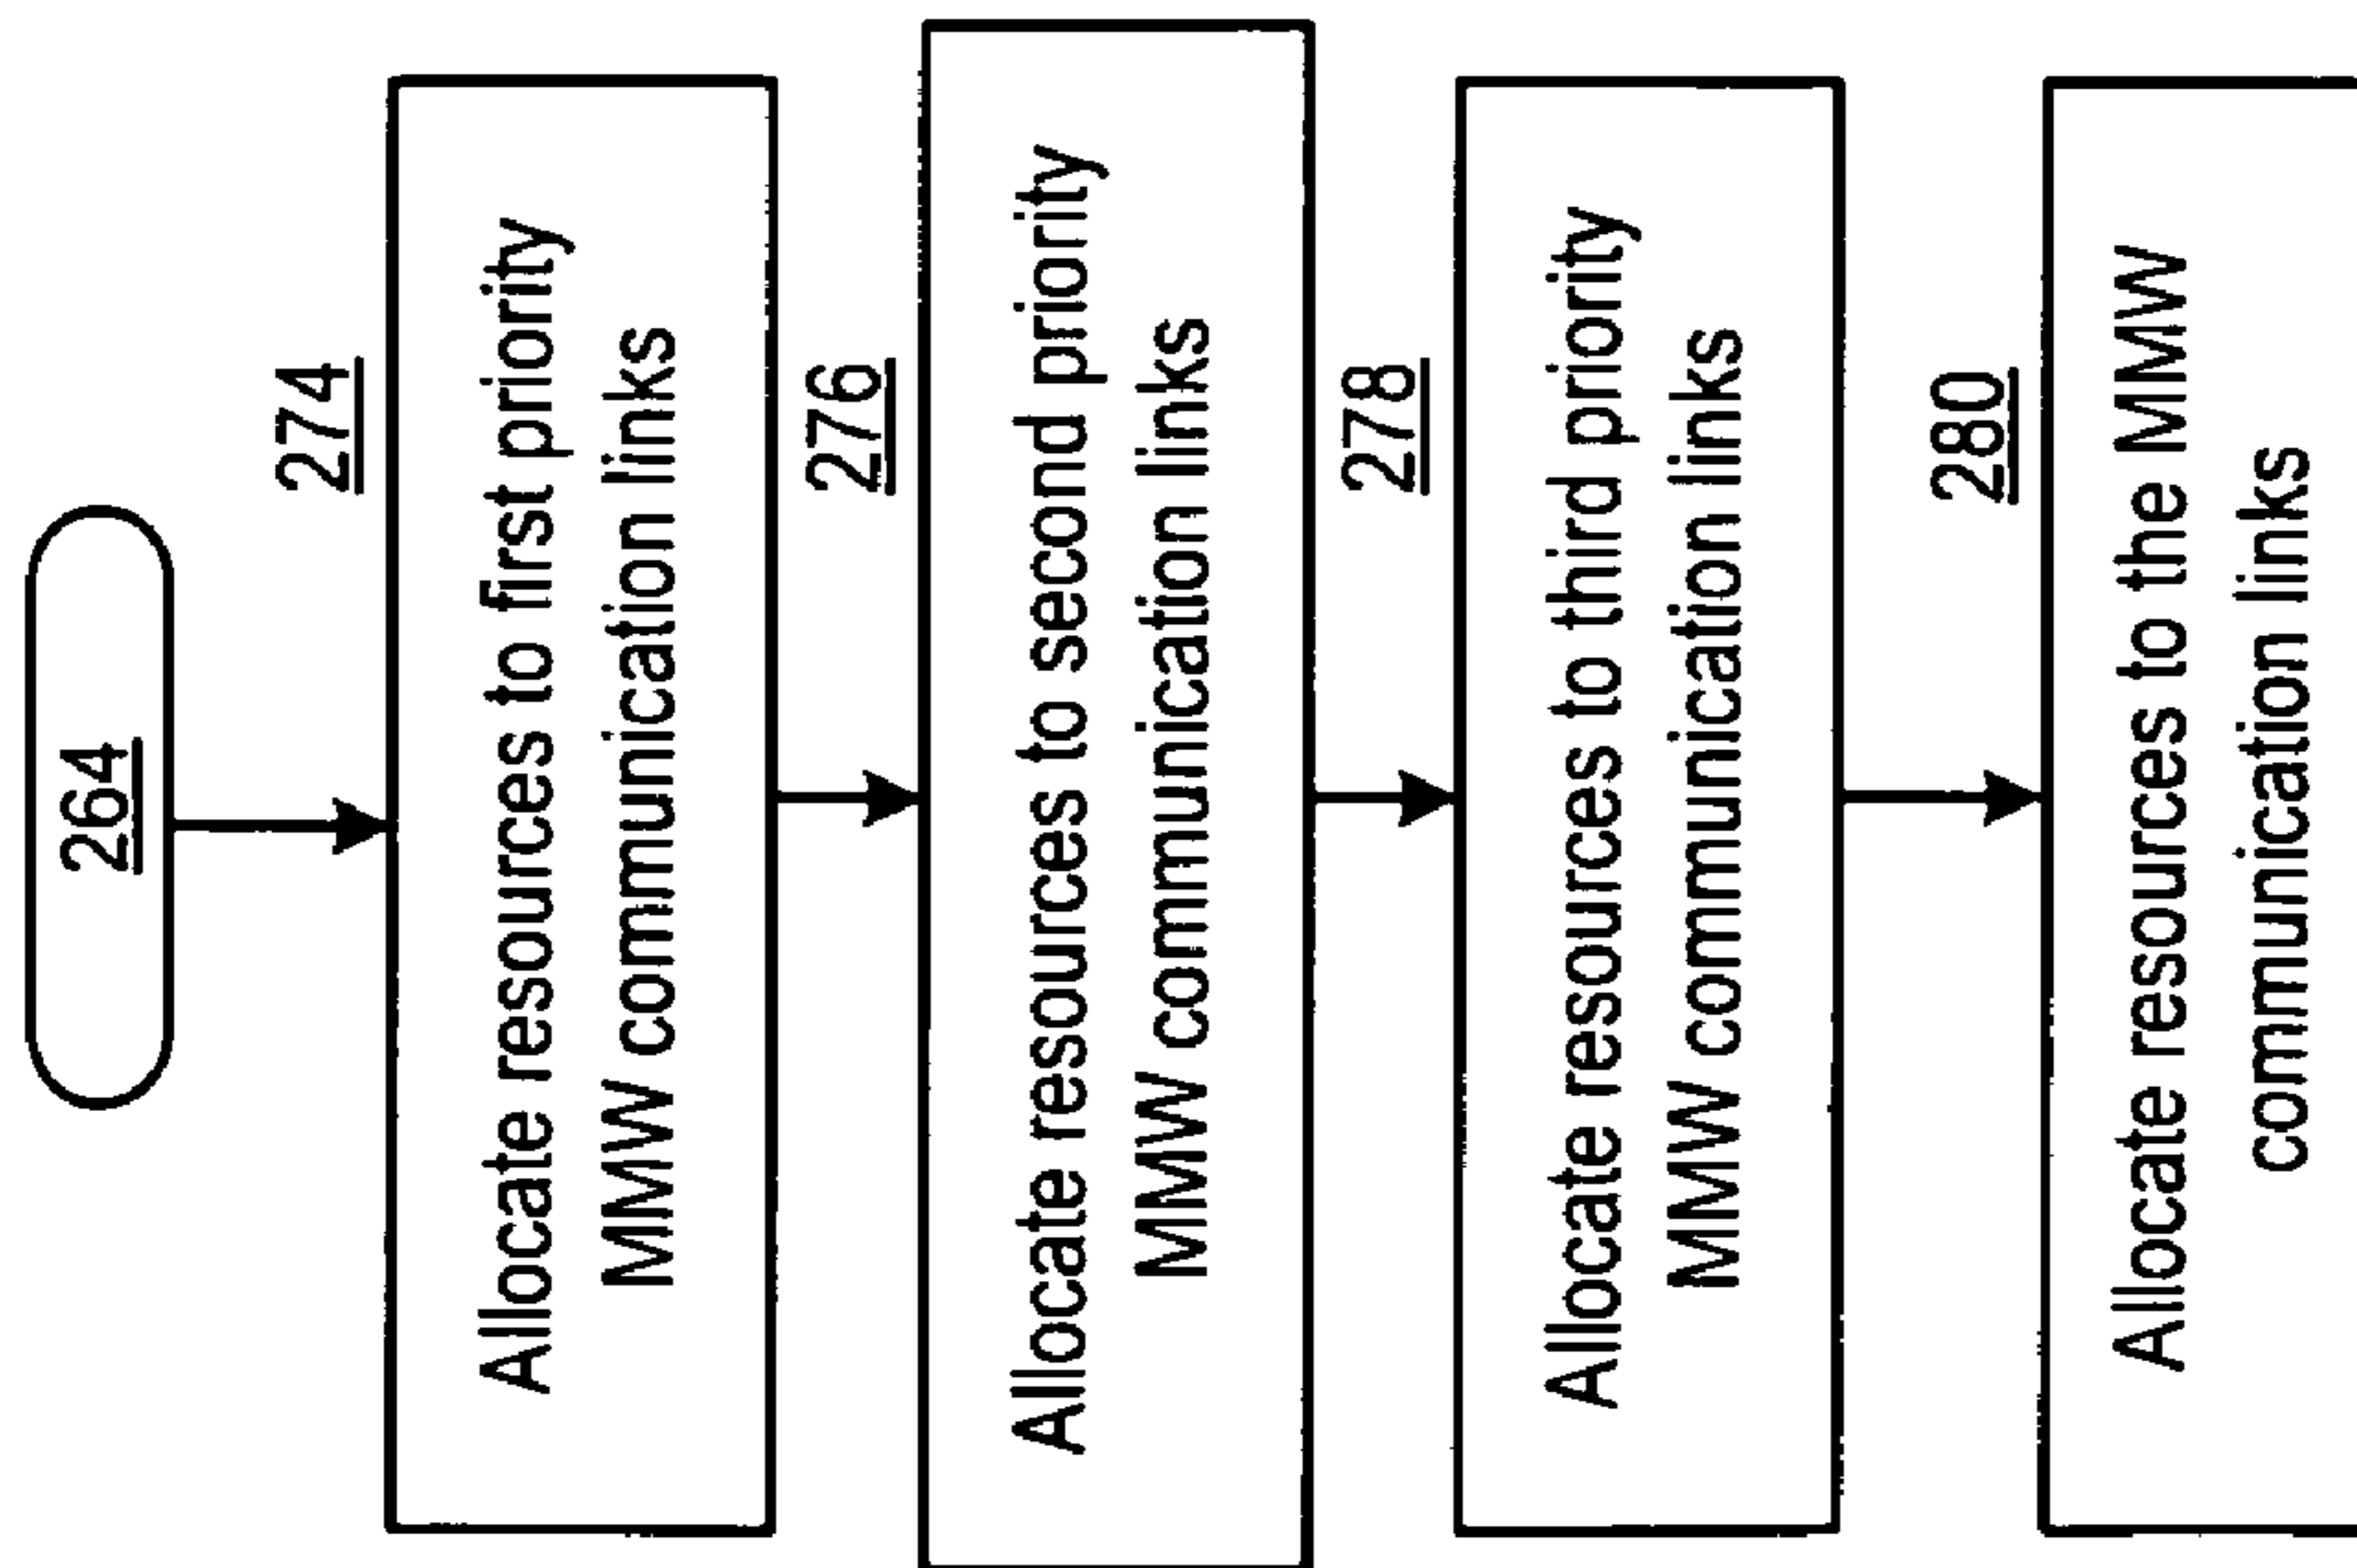 264
274
Allocate resources to first priority
MMW communication links
276
Allocate resources to second priority
MMW communication links
278
Allocate resources to third priority
MMW communication links
280
Allocate resources to the MMW
communication links